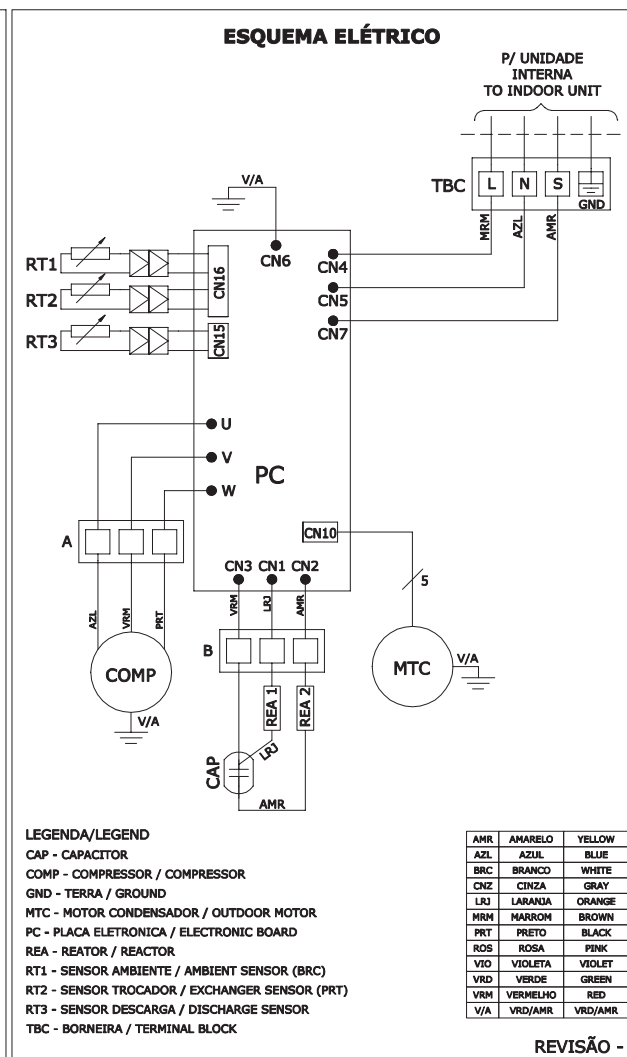 ESQUEMA ELÉTRICO
P/ UNIDADE
INTERNA
TO INDOOR UNIT
TBC
L
N
S
GND
MRM
AZL
AMR
V/A
CN6
CN4
CN5
CN7
RT1
RT2
RT3
CN16
CN15
U
V
W
PC
CN10
A
AZL
VRM
PRT
COMP
V/A
CN3 CN1 CN2
VRM
LRJ
AMR
B
REA 1
REA 2
LRJ
CAP
AMR
5
MTC
V/A
LEGENDA/LEGEND
CAP - CAPACITOR
COMP - COMPRESSOR / COMPRESSOR
GND - TERRA / GROUND
MTC - MOTOR CONDENSADOR / OUTDOOR MOTOR
PC - PLACA ELETRONICA / ELECTRONIC BOARD
REA - REATOR / REACTOR
RT1 - SENSOR AMBIENTE / AMBIENT SENSOR (BRC)
RT2 - SENSOR TROCADOR / EXCHANGER SENSOR (PRT)
RT3 - SENSOR DESCARGA / DISCHARGE SENSOR
TBC - BORNEIRA / TERMINAL BLOCK
AMR AMARELO YELLOW
AZL AZUL BLUE
BRC BRANCO WHITE
CNZ CINZA GRAY
LRJ LARANJA ORANGE
MRM MARROM BROWN
PRT PRETO BLACK
ROS ROSA PINK
VIO VIOLETA VIOLET
VRD VERDE GREEN
VRM VERMELHO RED
V/A VRD/AMR VRD/AMR
REVISÃO -